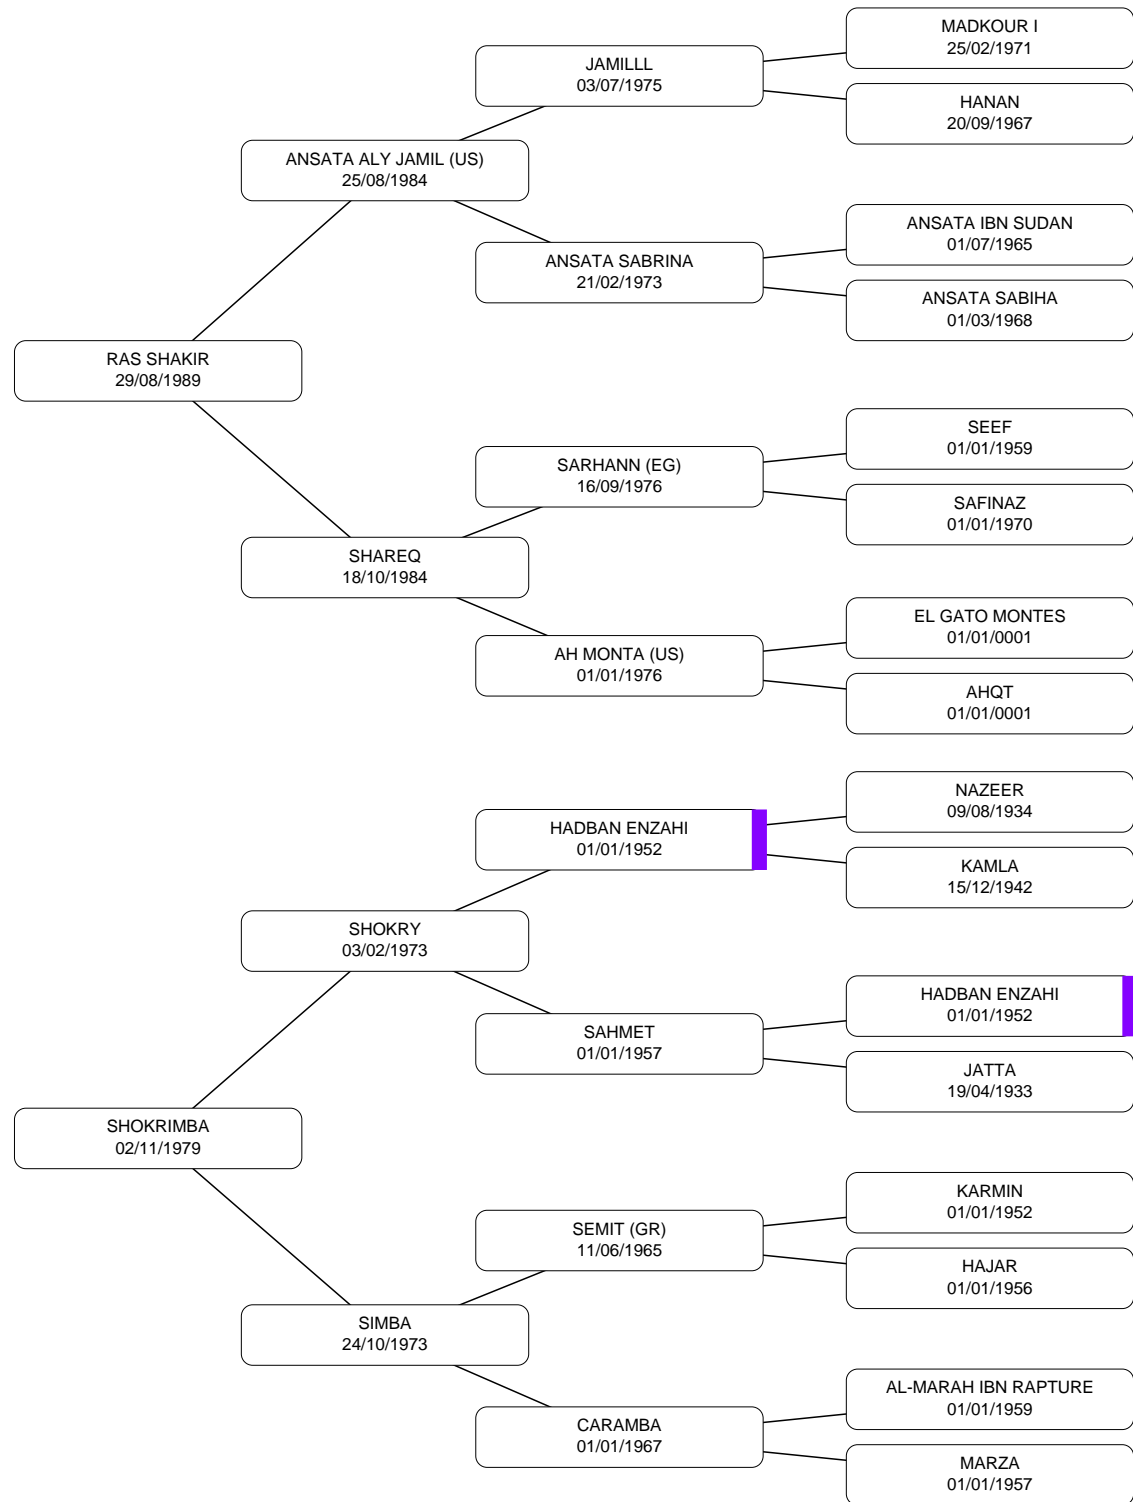 MADKOUR I
25/02/1971
JAMILLL
03/07/1975
HANAN
20/09/1967
ANSATA ALY JAMIL (US)
25/08/1984
ANSATA IBN SUDAN
01/07/1965
ANSATA SABRINA
21/02/1973
ANSATA SABIHA
01/03/1968
RAS SHAKIR
29/08/1989
SEEF
01/01/1959
SARHANN (EG)
16/09/1976
SAFINAZ
01/01/1970
SHAREQ
18/10/1984
EL GATO MONTES
01/01/0001
AH MONTA (US)
01/01/1976
AHQT
01/01/0001
NAZEER
09/08/1934
HADBAN ENZAHI
01/01/1952
KAMLA
15/12/1942
SHOKRY
03/02/1973
HADBAN ENZAHI
01/01/1952
SAHMET
01/01/1957
JATTA
19/04/1933
SHOKRIMBA
02/11/1979
KARMIN
01/01/1952
SEMIT (GR)
11/06/1965
HAJAR
01/01/1956
SIMBA
24/10/1973
AL-MARAH IBN RAPTURE
01/01/1959
CARAMBA
01/01/1967
MARZA
01/01/1957